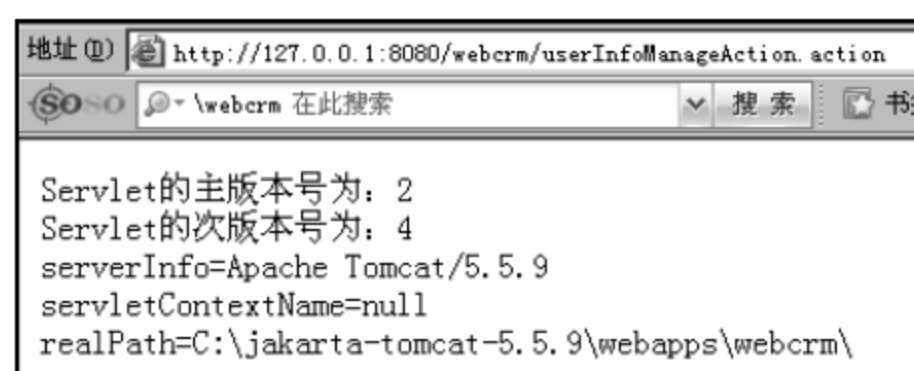 地址(D) http://127.0.0.1:8080/webcrm/userInfoManageAction.action
SOSO \webcrm 在此搜索 搜 索
Servlet的主版本号为：2
Servlet的次版本号为：4
serverInfo=Apache Tomcat/5.5.9
servletContextName=null
realPath=C:\jakarta-tomcat-5.5.9\webapps\webcrm\